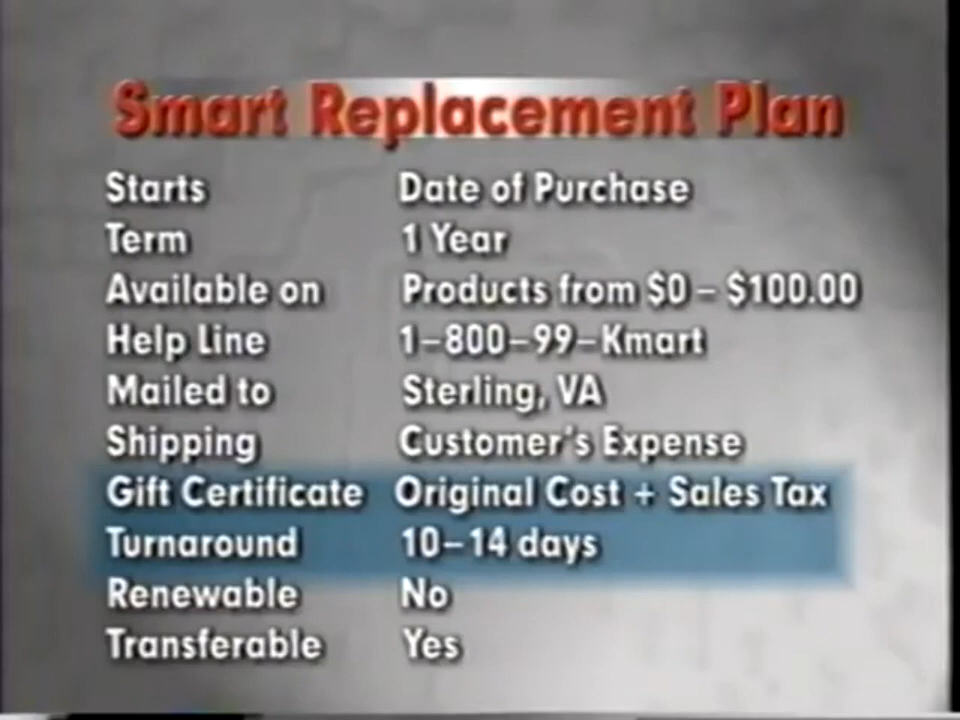 Smart Replacement Plan
Starts Date of Purchase
Term 1 Year
Available on Products from $0 – $100.00
Help Line 1–800–99–Kmart
Mailed to Sterling, VA
Shipping Customer's Expense
Gift Certificate Original Cost + Sales Tax
Turnaround 10–14 days
Renewable No
Transferable Yes